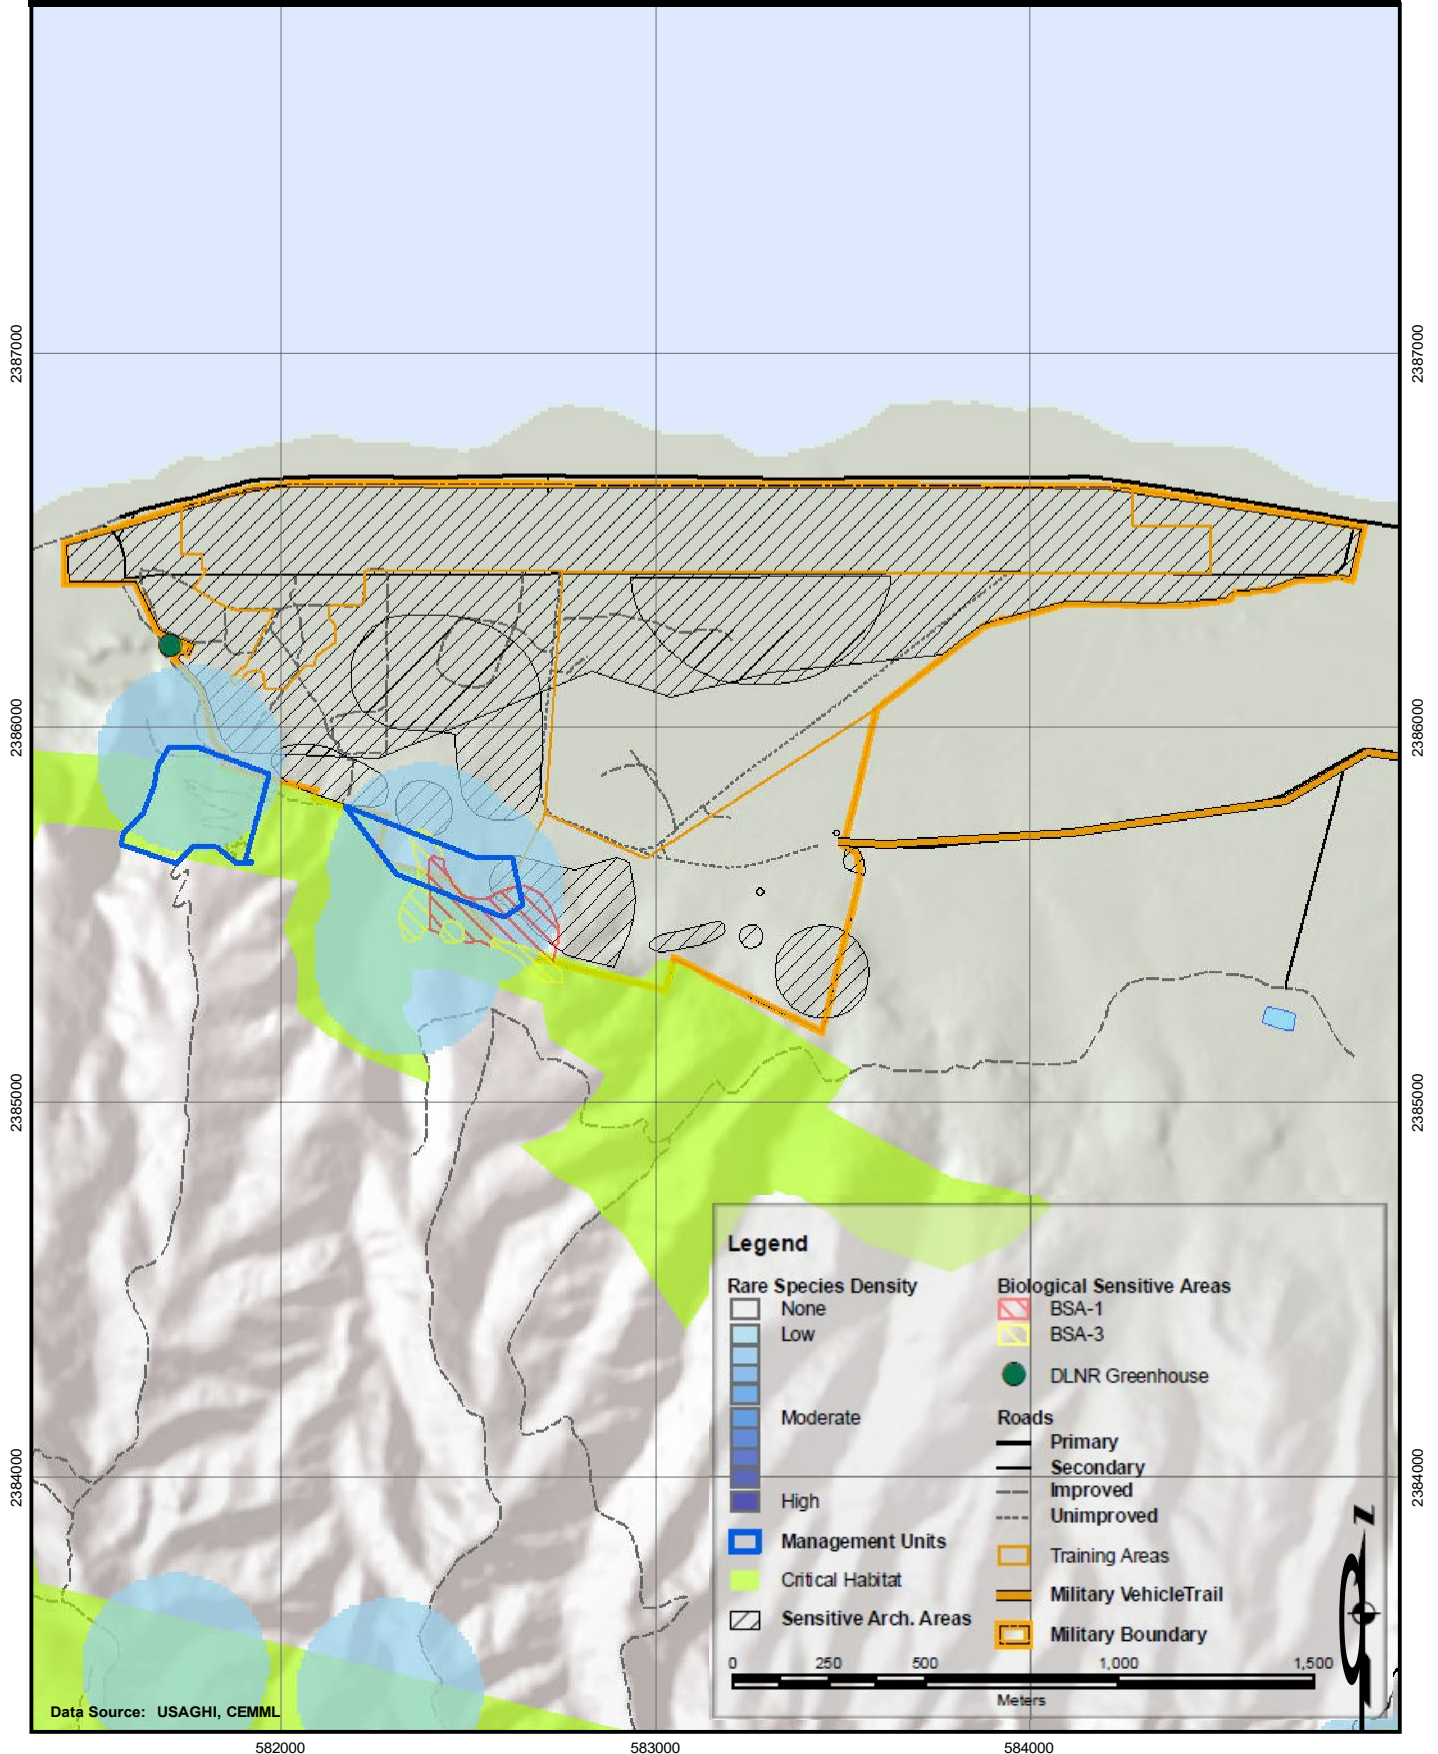 2387000
2387000
2386000
2386000
2385000
2385000
2384000
2384000
Legend
Rare Species Density
None
Low
Moderate
High
Management Units
Critical Habitat
Sensitive Arch. Areas
Biological Sensitive Areas
BSA-1
BSA-3
DLNR Greenhouse
Roads
Primary
Secondary
Improved
Unimproved
Training Areas
Military VehicleTrail
Military Boundary
0 250 500 1,000 1,500
Meters
Z
Data Source: USAGHI, CEMML
582000 583000 584000